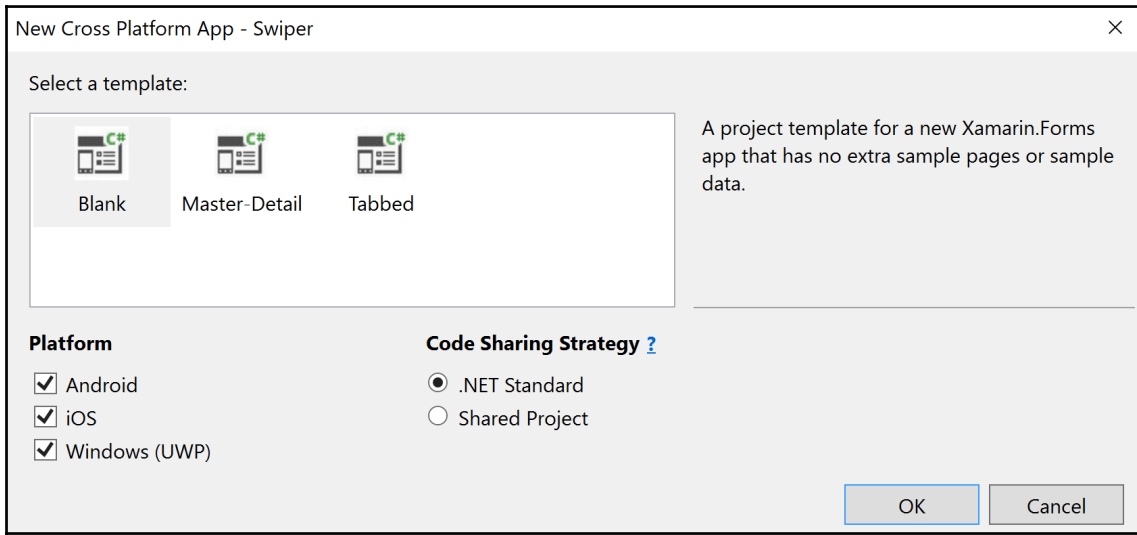 New Cross Platform App - Swiper
Select a template:
C#
C#
C#
Blank
Master-Detail
Tabbed
A project template for a new Xamarin.Forms
app that has no extra sample pages or sample
data.
Platform
Android
iOS
Windows (UWP)
Code Sharing Strategy ?
.NET Standard
Shared Project
OK
Cancel